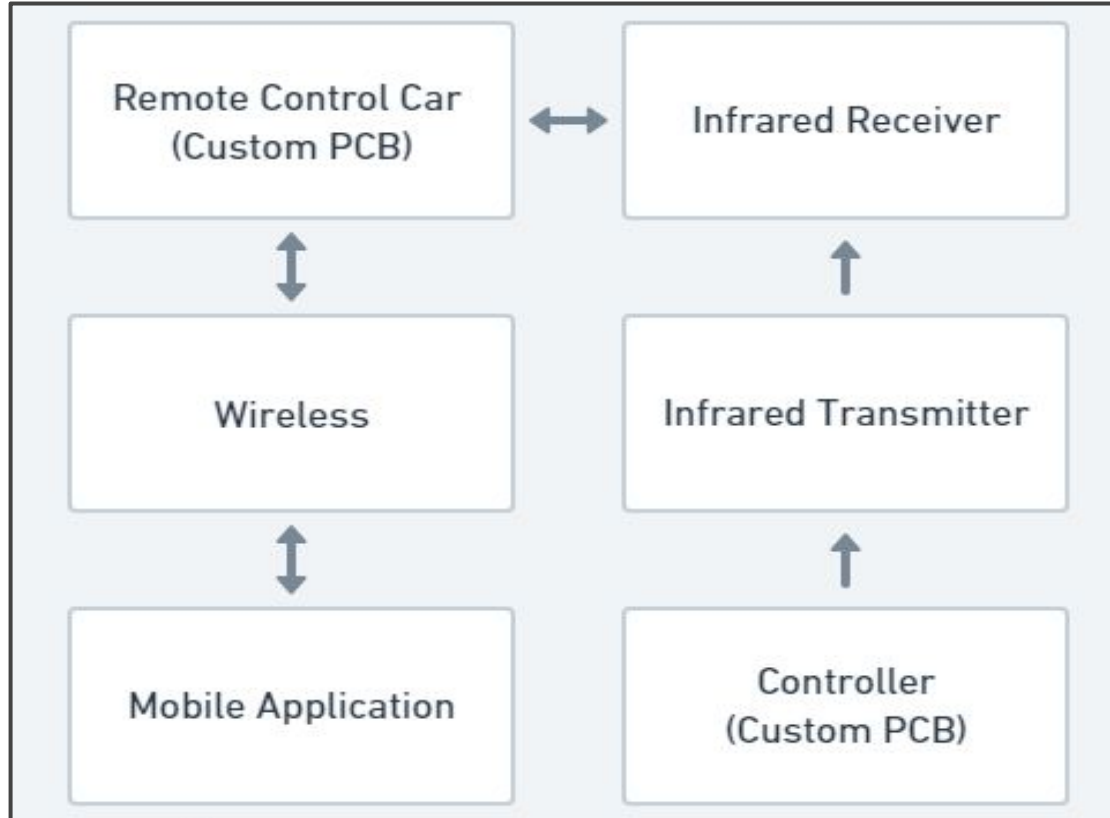 Remote Control Car
(Custom PCB)
Infrared Receiver
Wireless
Infrared Transmitter
Mobile Application
Controller
(Custom PCB)